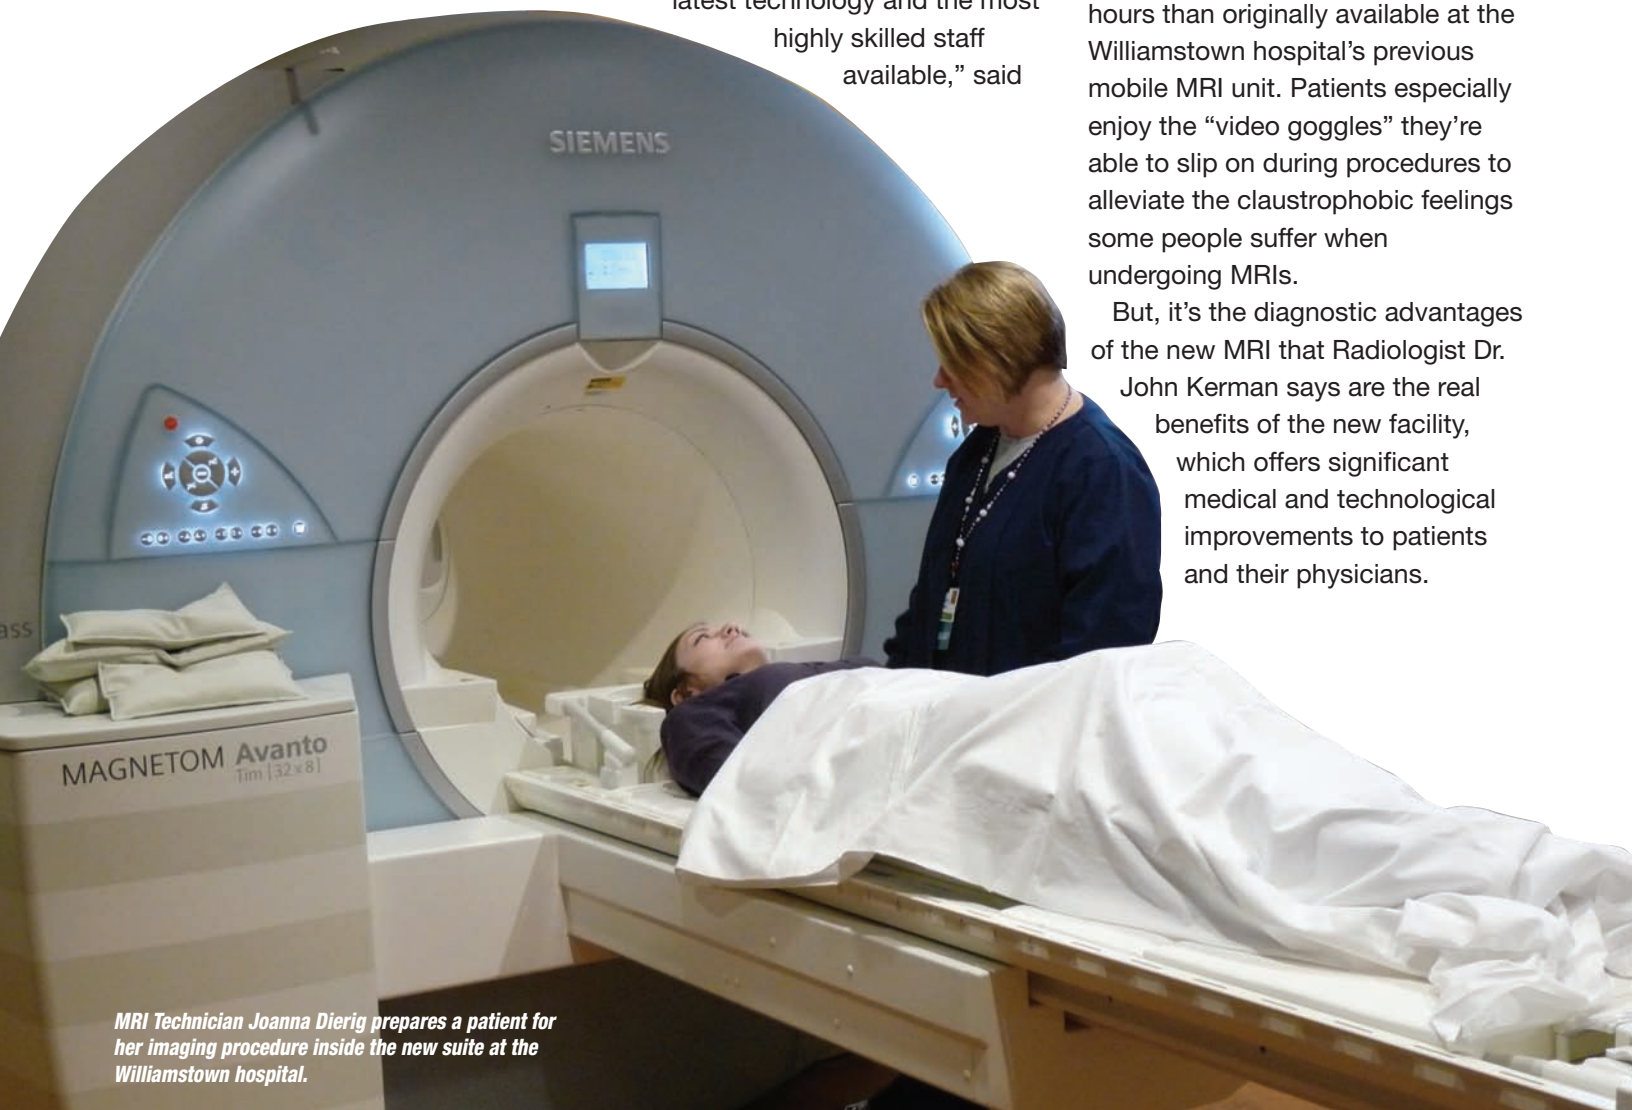 latest technology and the most
highly skilled staff
available,” said
hours than originally available at the
Williamstown hospital’s previous
mobile MRI unit. Patients especially
enjoy the “video goggles” they’re
able to slip on during procedures to
alleviate the claustrophobic feelings
some people suffer when
undergoing MRIs.
But, it’s the diagnostic advantages
of the new MRI that Radiologist Dr.
John Kerman says are the real
benefits of the new facility,
which offers significant
medical and technological
improvements to patients
and their physicians.
SIEMENS
ass
MAGNETOM Avanto
Tim [32x8]
MRI Technician Joanna Dierig prepares a patient for
her imaging procedure inside the new suite at the
Williamstown hospital.